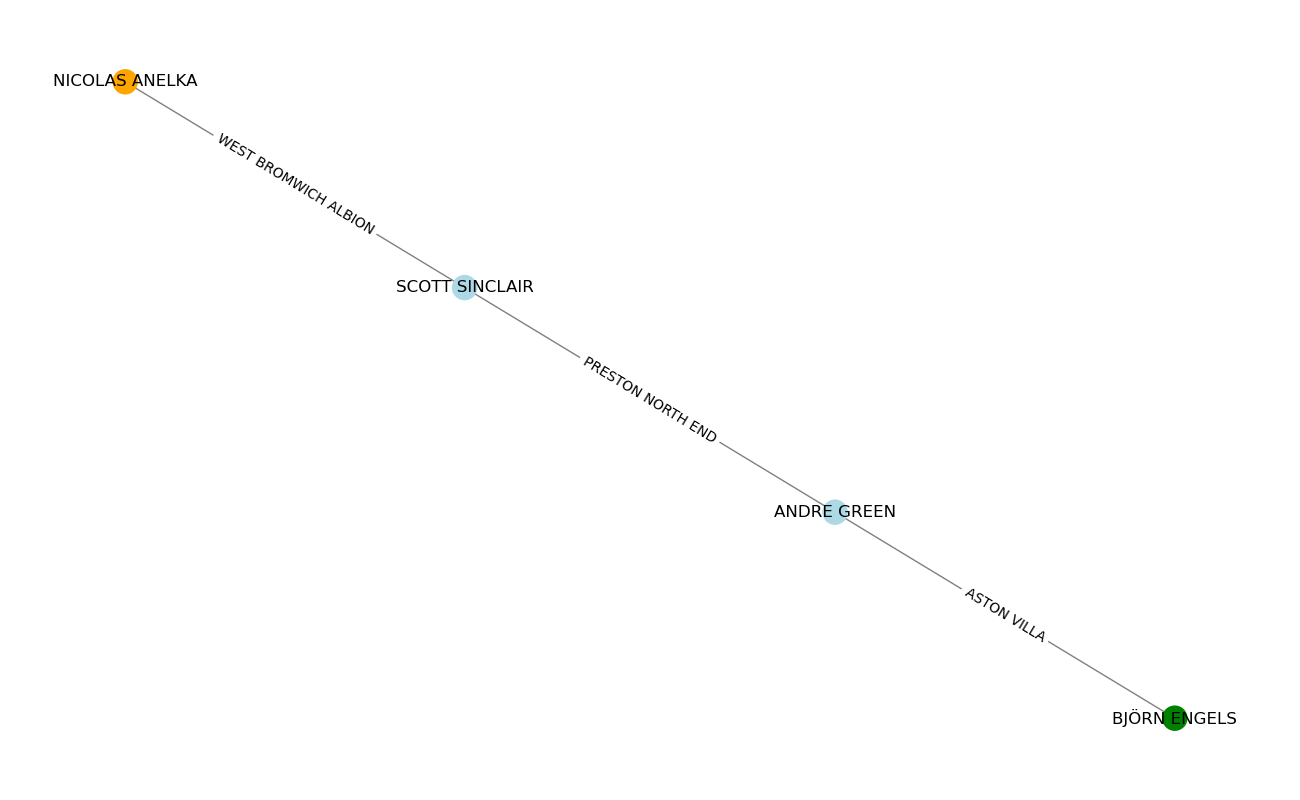 NICOLAS ANELKA
WEST BROMWICH ALBION
SCOTT SINCLAIR
PRESTON NORTH END
ANDRE GREEN
ASTON VILLA
BJÖRN ENGELS